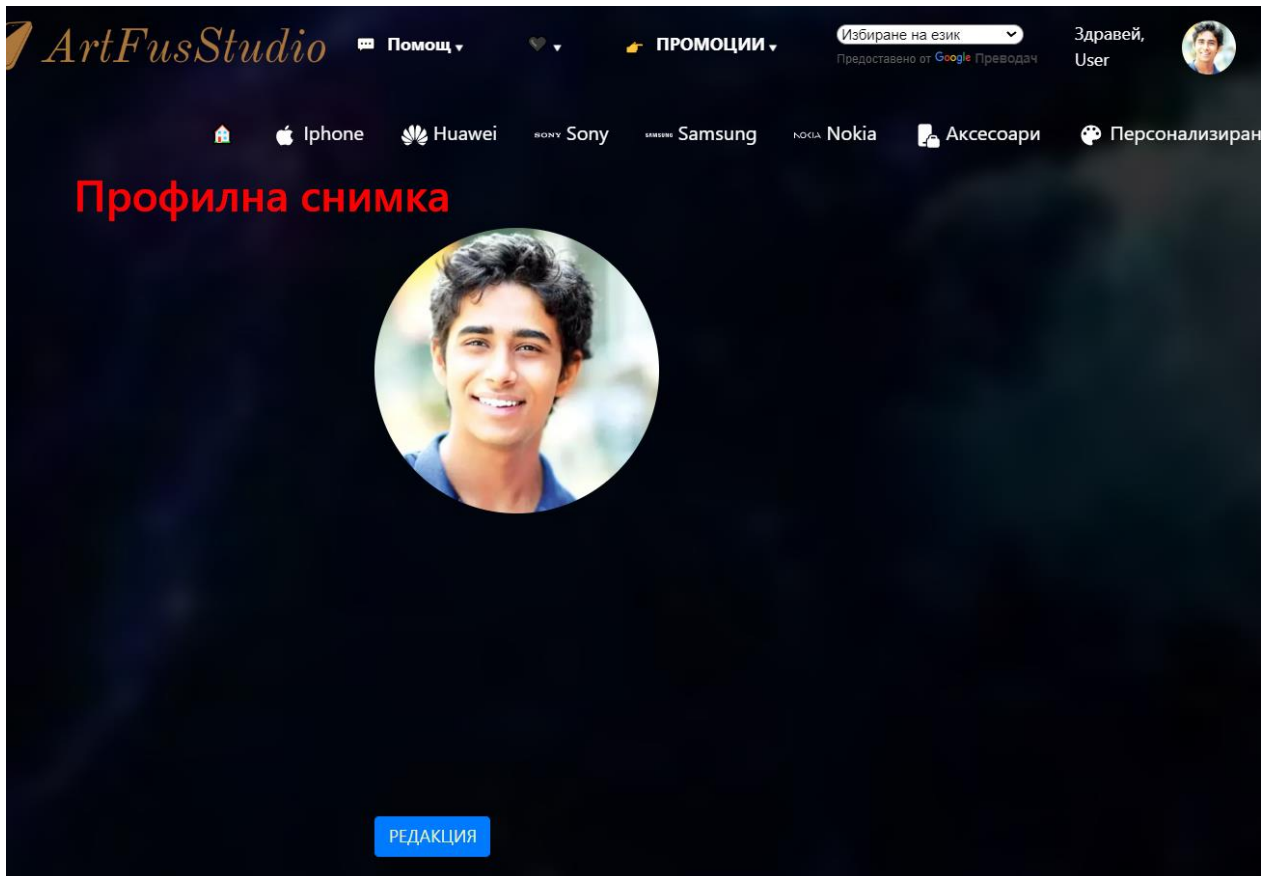 ArtFusStudio
Помощ
ПРОМОЦИИ
Избиране на език
Предоставено от Google Преводач
Здравей,
User
Iphone
Huawei
SONY Sony
SAMSUNG Samsung
NOKIA Nokia
Аксесоари
Персонализиран
Профилна снимка
РЕДАКЦИЯ